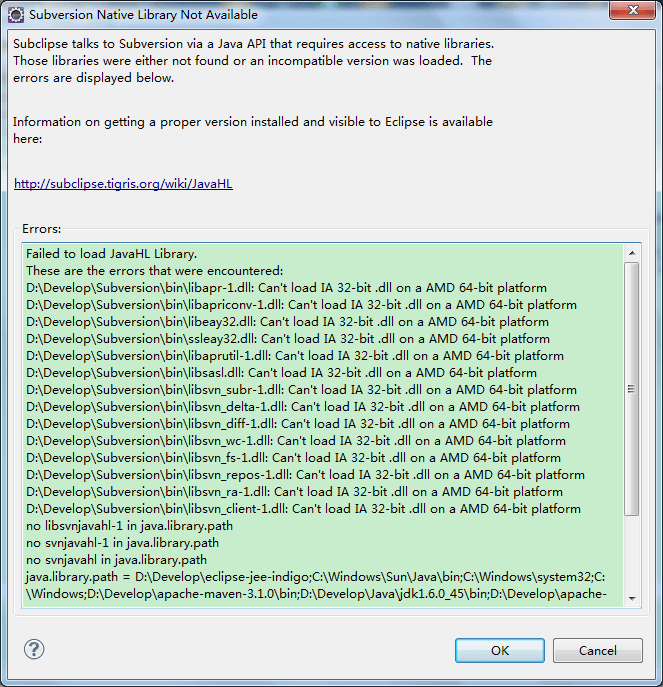 Subversion Native Library Not Available
Subclipse talks to Subversion via a Java API that requires access to native libraries.
Those libraries were either not found or an incompatible version was loaded.  The
errors are displayed below.
Information on getting a proper version installed and visible to Eclipse is available
here:
http://subclipse.tigris.org/wiki/JavaHL
Errors:
Failed to load JavaHL Library.
These are the errors that were encountered:
D:\Develop\Subversion\bin\libapr-1.dll: Can't load IA 32-bit .dll on a AMD 64-bit platform
D:\Develop\Subversion\bin\libapriconv-1.dll: Can't load IA 32-bit .dll on a AMD 64-bit platform
D:\Develop\Subversion\bin\libeay32.dll: Can't load IA 32-bit .dll on a AMD 64-bit platform
D:\Develop\Subversion\bin\ssleay32.dll: Can't load IA 32-bit .dll on a AMD 64-bit platform
D:\Develop\Subversion\bin\libaprutil-1.dll: Can't load IA 32-bit .dll on a AMD 64-bit platform
D:\Develop\Subversion\bin\libsasl.dll: Can't load IA 32-bit .dll on a AMD 64-bit platform
D:\Develop\Subversion\bin\libsvn_subr-1.dll: Can't load IA 32-bit .dll on a AMD 64-bit platform
D:\Develop\Subversion\bin\libsvn_delta-1.dll: Can't load IA 32-bit .dll on a AMD 64-bit platform
D:\Develop\Subversion\bin\libsvn_diff-1.dll: Can't load IA 32-bit .dll on a AMD 64-bit platform
D:\Develop\Subversion\bin\libsvn_wc-1.dll: Can't load IA 32-bit .dll on a AMD 64-bit platform
D:\Develop\Subversion\bin\libsvn_fs-1.dll: Can't load IA 32-bit .dll on a AMD 64-bit platform
D:\Develop\Subversion\bin\libsvn_repos-1.dll: Can't load IA 32-bit .dll on a AMD 64-bit platform
D:\Develop\Subversion\bin\libsvn_ra-1.dll: Can't load IA 32-bit .dll on a AMD 64-bit platform
D:\Develop\Subversion\bin\libsvn_client-1.dll: Can't load IA 32-bit .dll on a AMD 64-bit platform
no libsvnjavahl-1 in java.library.path
no svnjavahl-1 in java.library.path
no svnjavahl in java.library.path
java.library.path = D:\Develop\eclipse-jee-indigo;C:\Windows\Sun\Java\bin;C:\Windows\system32;C:
\Windows;D:\Develop\apache-maven-3.1.0\bin;D:\Develop\Java\jdk1.6.0_45\bin;D:\Develop\apache-
?
OK
Cancel